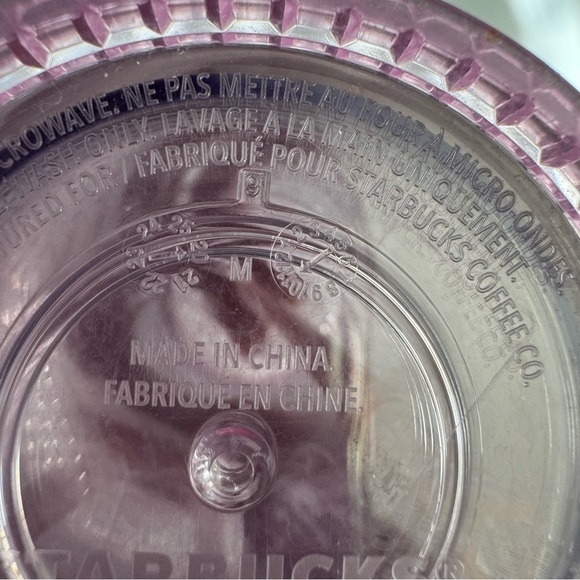 CROWAVE. NE PAS METTRE AU FOUR À MICRO-ONDES.
WASH ONLY. LAVAGE A LA MAIN UNIQUEMENT.
URED FOR / FABRIQUÉ POUR STARBUCKS COFFEE CO.
M
MADE IN CHINA.
FABRIQUÉ EN CHINE.
STARBUCKS®